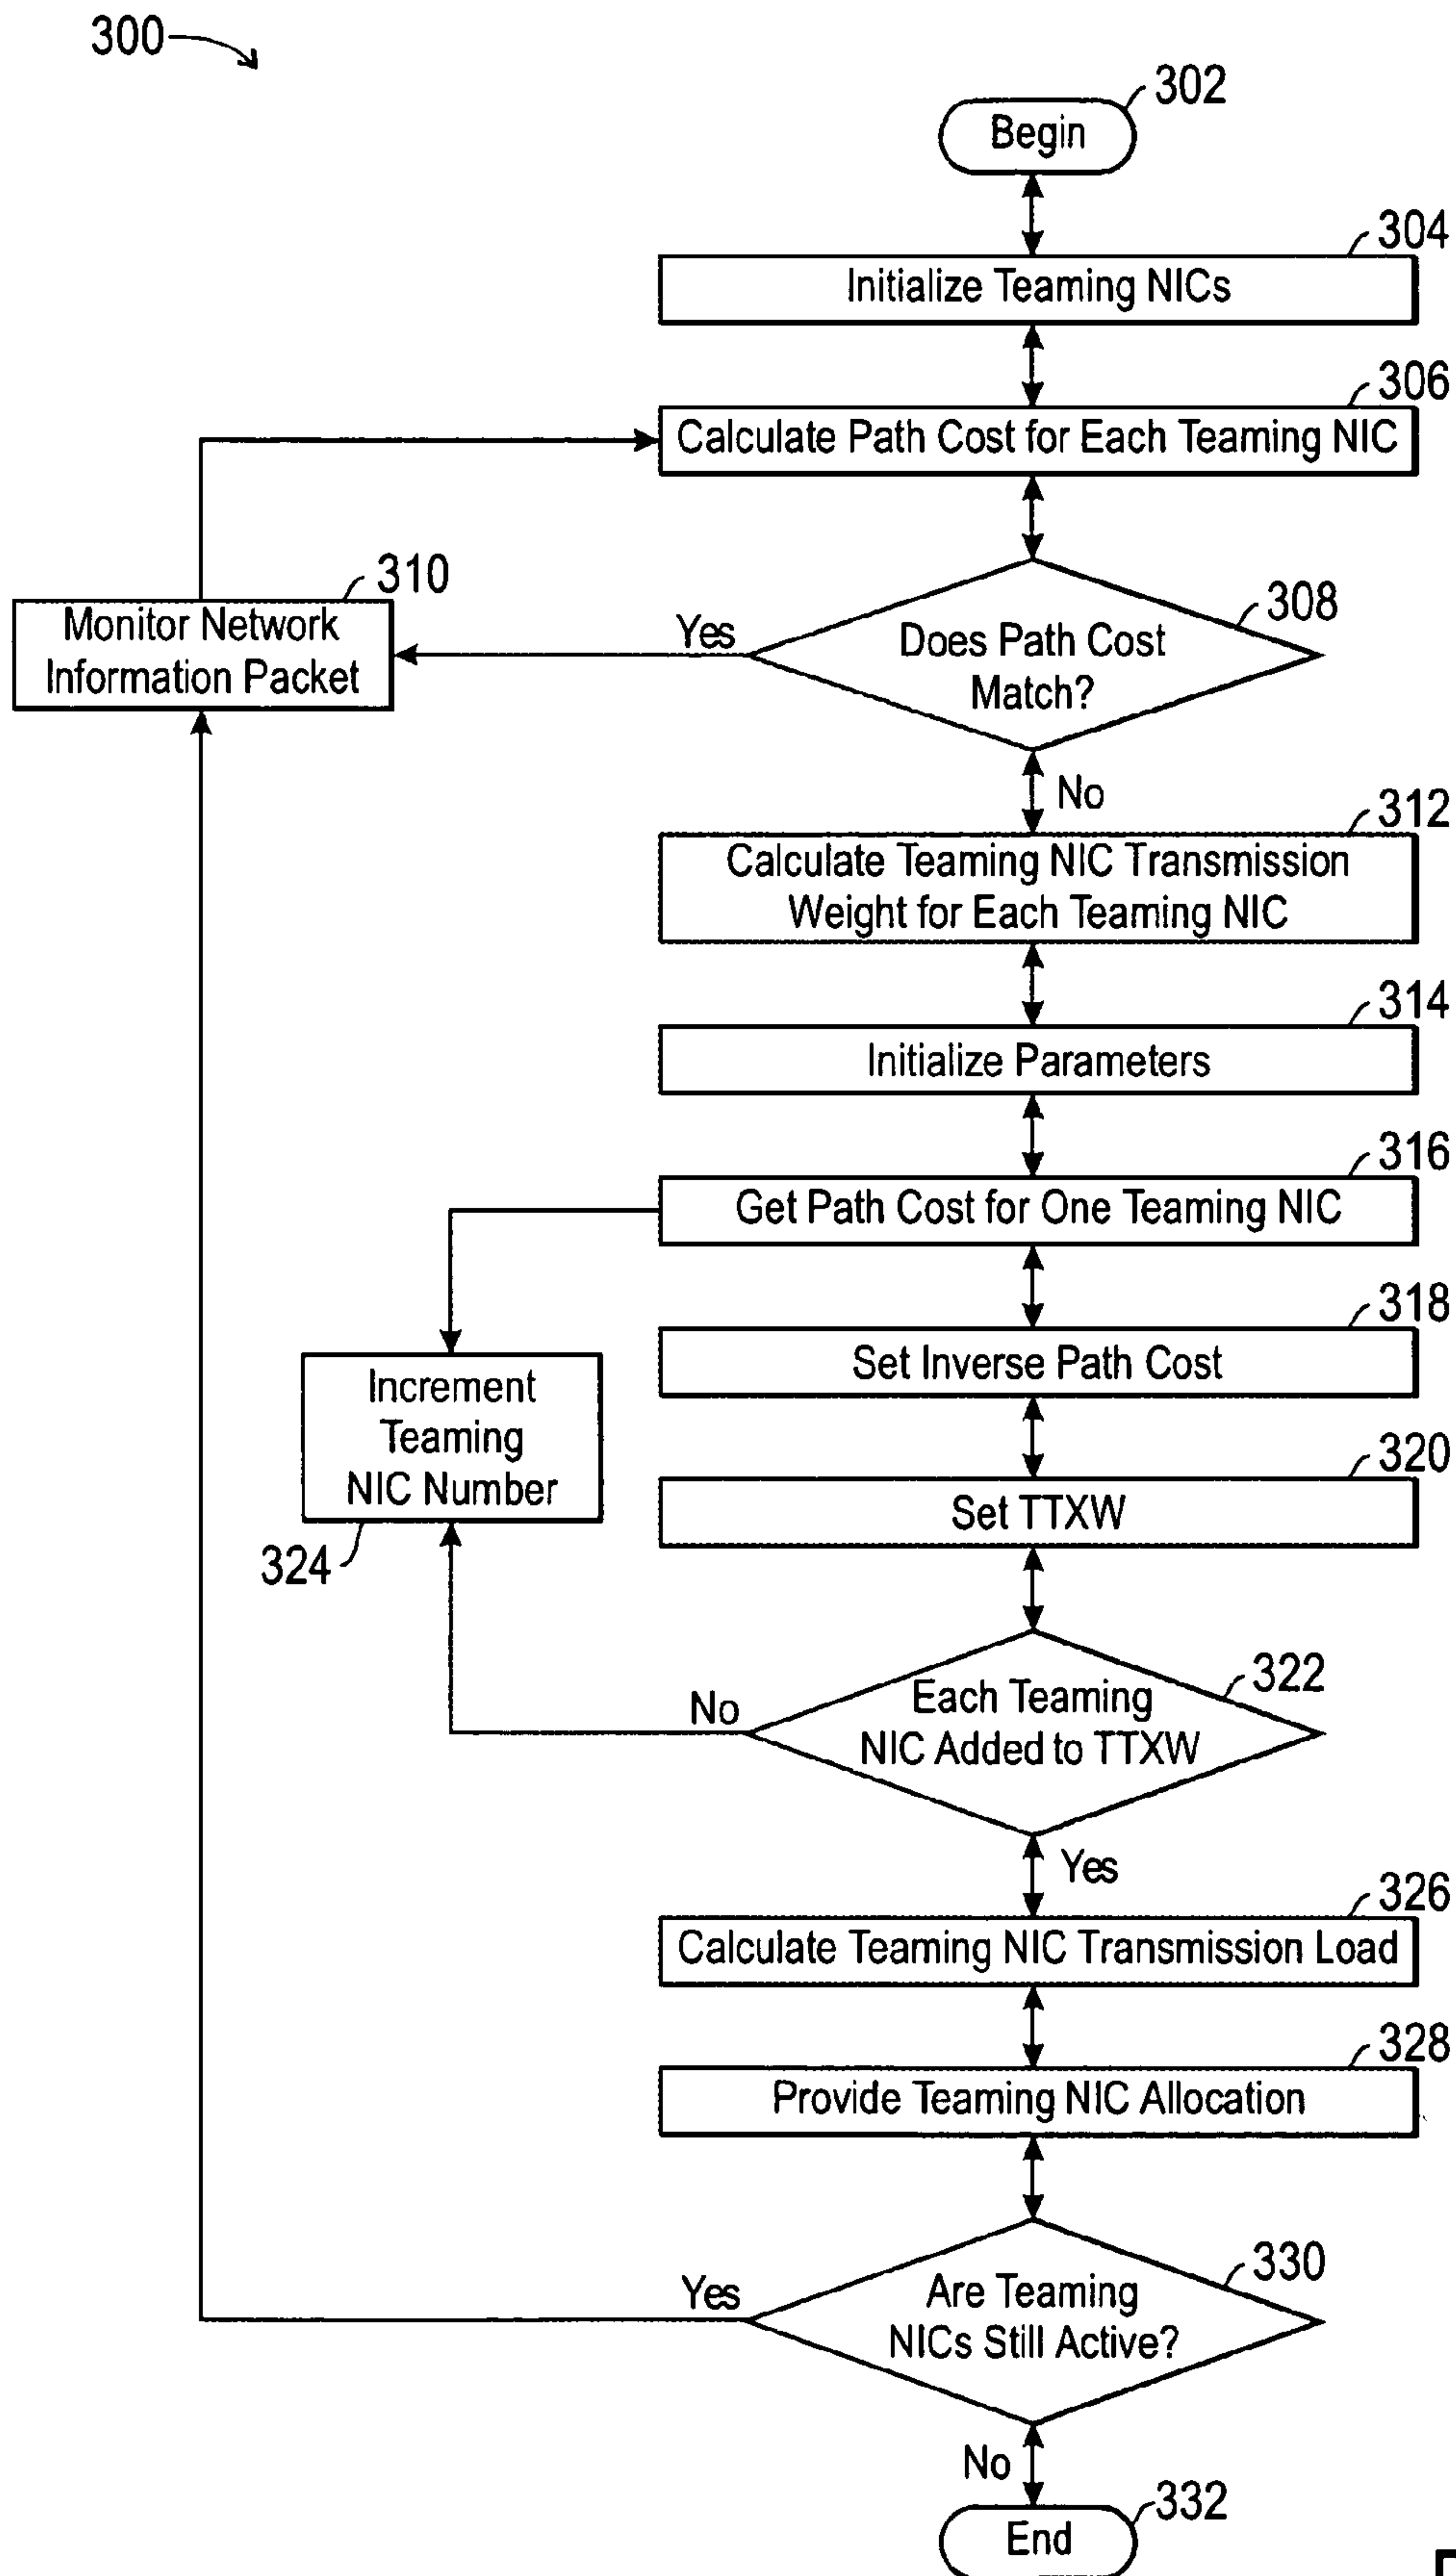 300
302
Begin
304
Initialize Teaming NICs
306
Calculate Path Cost for Each Teaming NIC
310
Monitor Network
Information Packet
Yes
308
Does Path Cost
Match?
No
312
Calculate Teaming NIC Transmission
Weight for Each Teaming NIC
314
Initialize Parameters
316
Get Path Cost for One Teaming NIC
318
Set Inverse Path Cost
Increment
Teaming
NIC Number
324
320
Set TTXW
322
Each Teaming
NIC Added to TTXW
No
Yes
326
Calculate Teaming NIC Transmission Load
328
Provide Teaming NIC Allocation
330
Are Teaming
NICs Still Active?
Yes
No
332
End